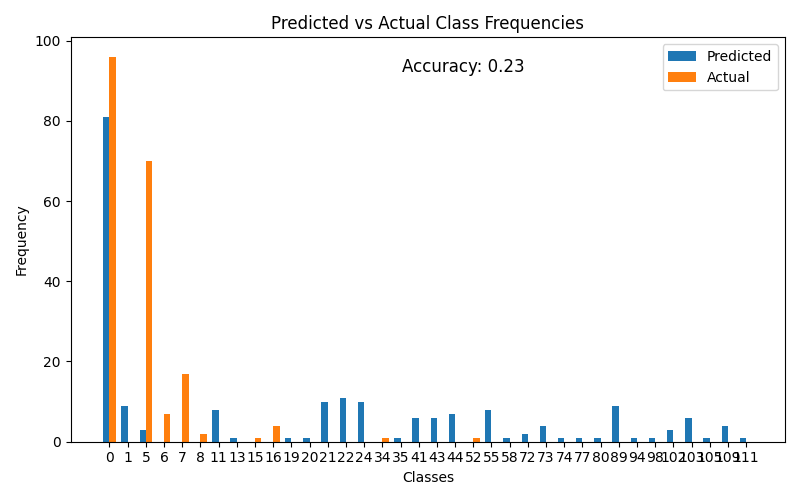 Predicted vs Actual Class Frequencies
100
Accuracy: 0.23
Predicted
Actual
80
60
40
20
0
Frequency
0 1 5 6 7 8 11 13 15 16 19 20 21 22 24 34 35 41 43 44 52 55 58 72 73 74 77 80 89 94 98 102 103 105 109 111
Classes